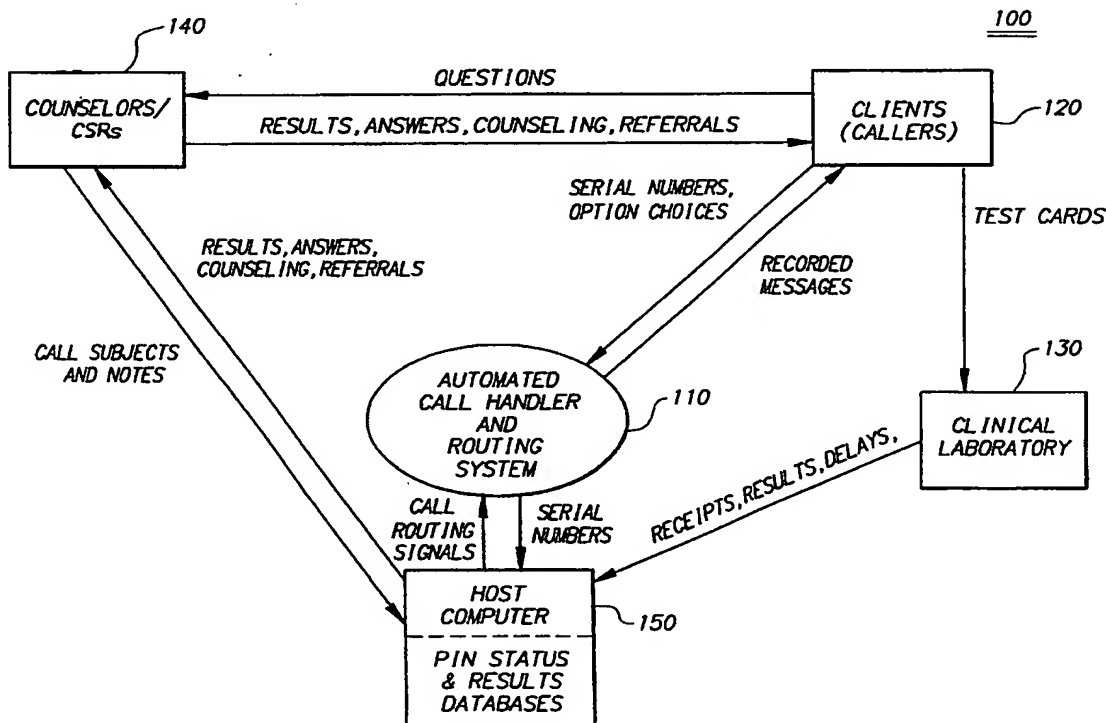 100
140
COUNSELORS/
CSRs
QUESTIONS
RESULTS, ANSWERS, COUNSELING, REFERRALS
CLIENTS
(CALLERS)
120
SERIAL NUMBERS,
OPTION CHOICES
TEST CARDS
RESULTS, ANSWERS,
COUNSELING, REFERRALS
RECORDED
MESSAGES
CALL SUBJECTS
AND NOTES
130
AUTOMATED
CALL HANDLER
AND
ROUTING
SYSTEM
110
CLINICAL
LABORATORY
RECEIPTS, RESULTS, DELAYS,
CALL
ROUTING
SIGNALS
SERIAL
NUMBERS
HOST
COMPUTER
150
PIN STATUS
& RESULTS
DATABASES